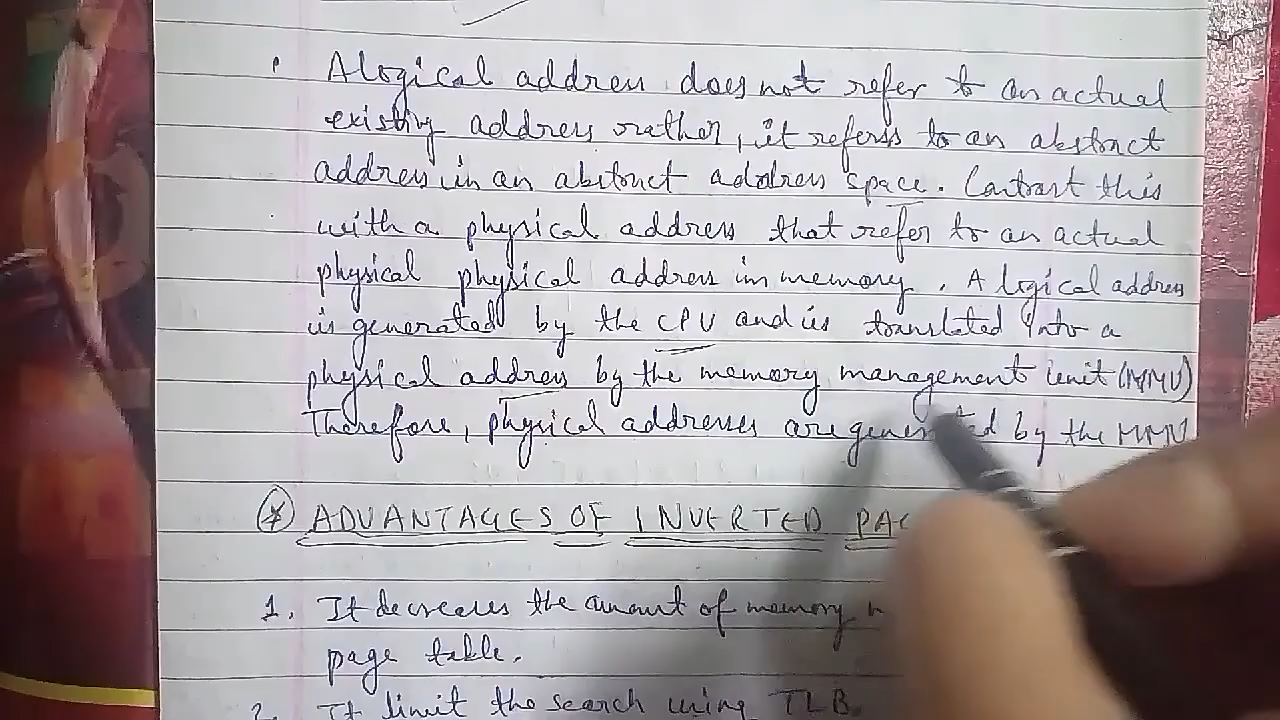 A logical address does not refer to an actual
existing address rather, it referss to an abstract
address in an abstract address space. Contrast this
with a physical address that refer to an actual
physical physical address in memory. A logical address
is generated by the CPU and is translated into a
physical address by the memory management unit (MMU)
Therefore, physical addresses are generated by the MMU
* ADVANTAGES OF INVERTED PAG
1. It decreases the amount of memory
page table.
2. It limit the search using TLB.